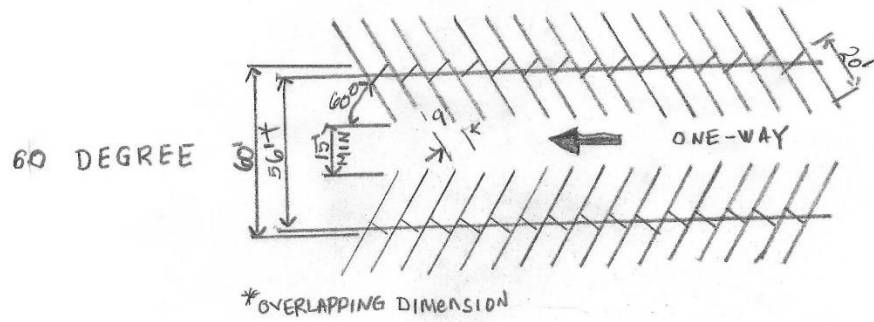 20'
60°
9'
ONE-WAY
60 DEGREE
60'
56'*
15' MIN
*OVERLAPPING DIMENSION